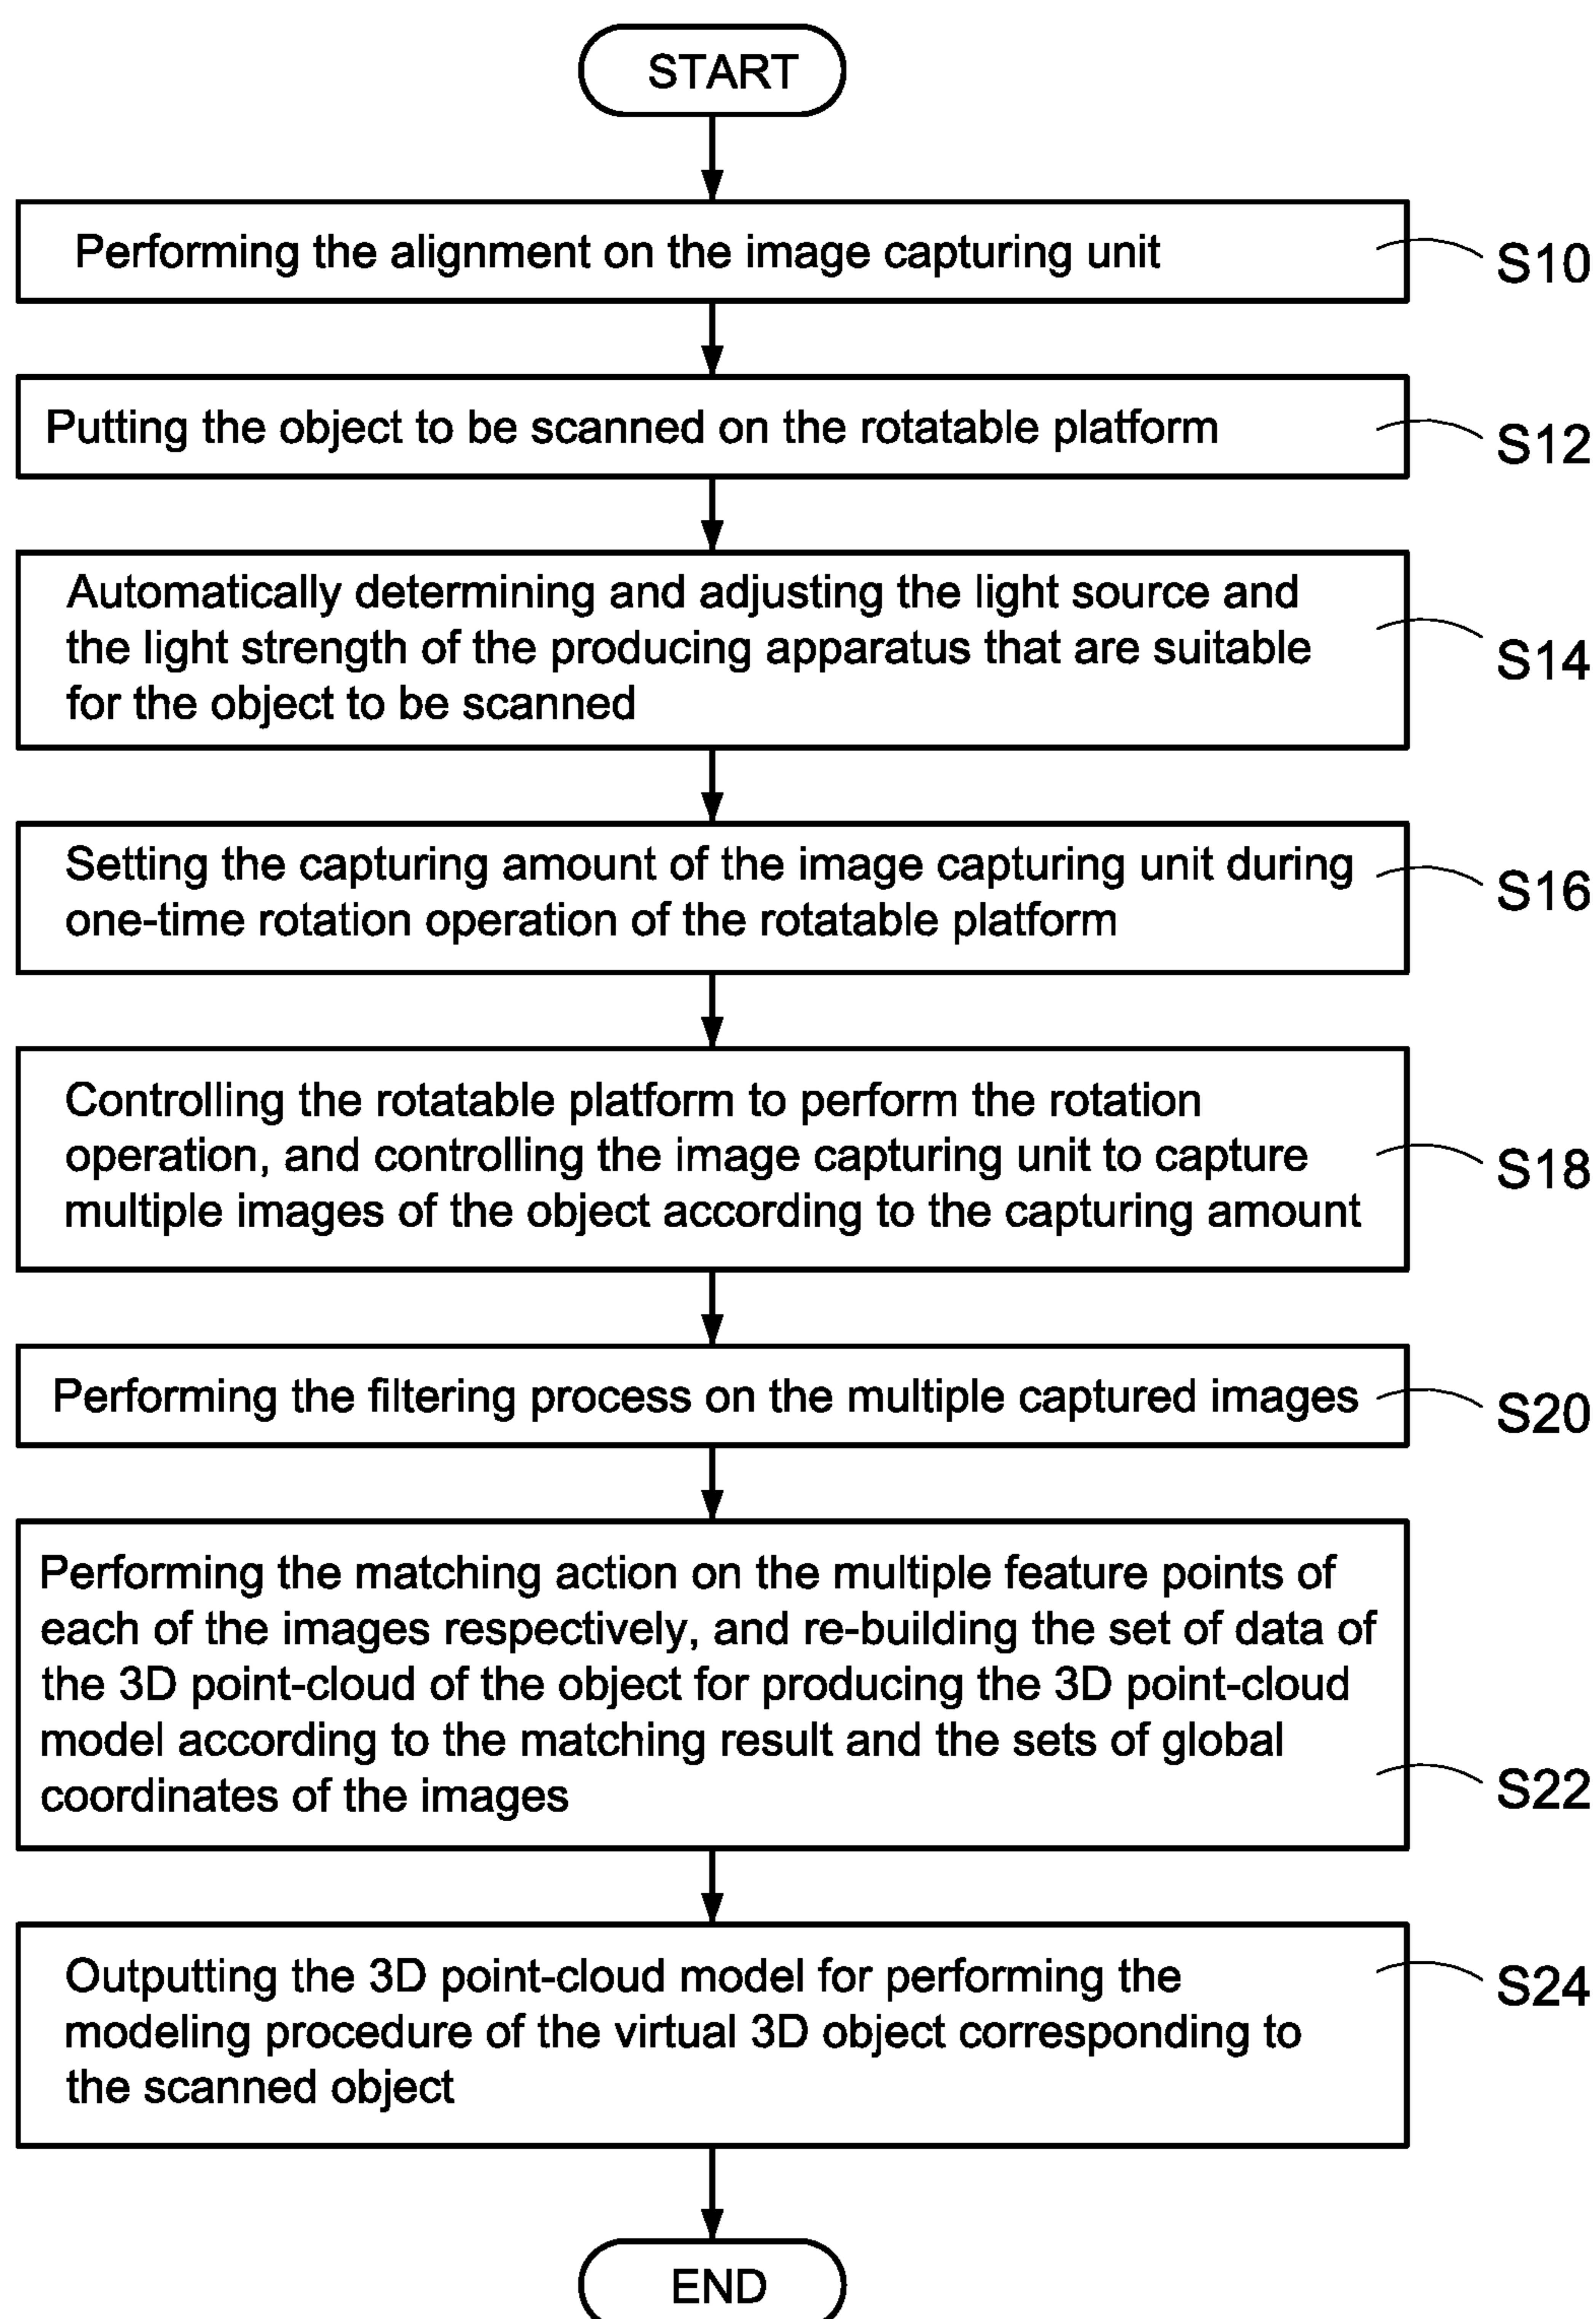 START
Performing the alignment on the image capturing unit
S10
Putting the object to be scanned on the rotatable platform
S12
Automatically determining and adjusting the light source and
the light strength of the producing apparatus that are suitable
for the object to be scanned
S14
Setting the capturing amount of the image capturing unit during
one-time rotation operation of the rotatable platform
S16
Controlling the rotatable platform to perform the rotation
operation, and controlling the image capturing unit to capture
multiple images of the object according to the capturing amount
S18
Performing the filtering process on the multiple captured images
S20
Performing the matching action on the multiple feature points of
each of the images respectively, and re-building the set of data of
the 3D point-cloud of the object for producing the 3D point-cloud
model according to the matching result and the sets of global
coordinates of the images
S22
Outputting the 3D point-cloud model for performing the
modeling procedure of the virtual 3D object corresponding to
the scanned object
S24
END